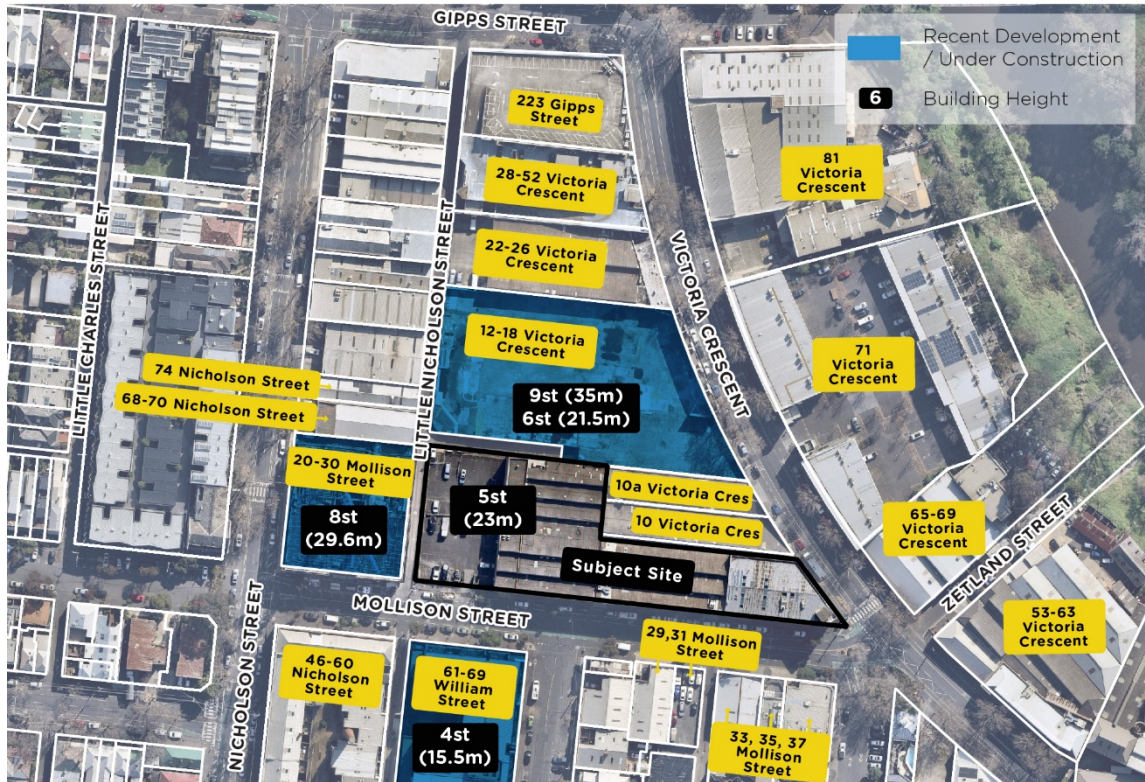 GIPPS STREET
Recent Development
/ Under Construction
6
Building Height
223 Gipps
Street
28-52 Victoria
Crescent
81
Victoria
Crescent
22-26 Victoria
Crescent
LITTLE CHARLES STREET
LITTLE NICHOLSON STREET
VICTORIA CRESCENT
12-18 Victoria
Crescent
9st (35m)
6st (21.5m)
71
Victoria
Crescent
74 Nicholson Street
68-70 Nicholson Street
20-30 Mollison
Street
8st
(29.6m)
5st
(23m)
10a Victoria Cres
10 Victoria Cres
Subject Site
65-69
Victoria
Crescent
ZETLAND STREET
53-63
Victoria
Crescent
NICHOLSON STREET
MOLLISON STREET
46-60
Nicholson
Street
61-69
William
Street
4st
(15.5m)
29,31 Mollison
Street
33, 35, 37
Mollison
Street